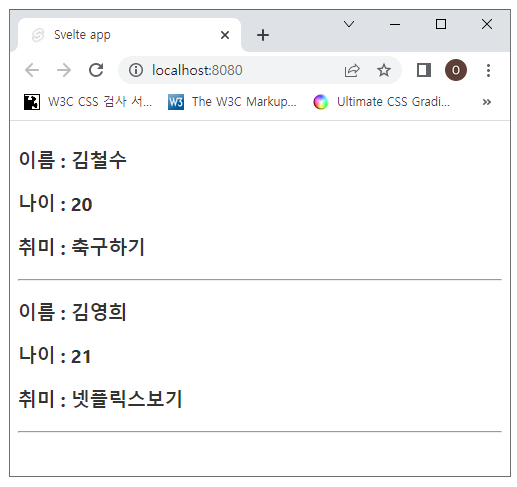 Svelte app
localhost:8080
O
W3C CSS 검사 서...
W3
The W3C Markup...
Ultimate CSS Gradi...
이름 : 김철수
나이 : 20
취미 : 축구하기
이름 : 김영희
나이 : 21
취미 : 넷플릭스보기